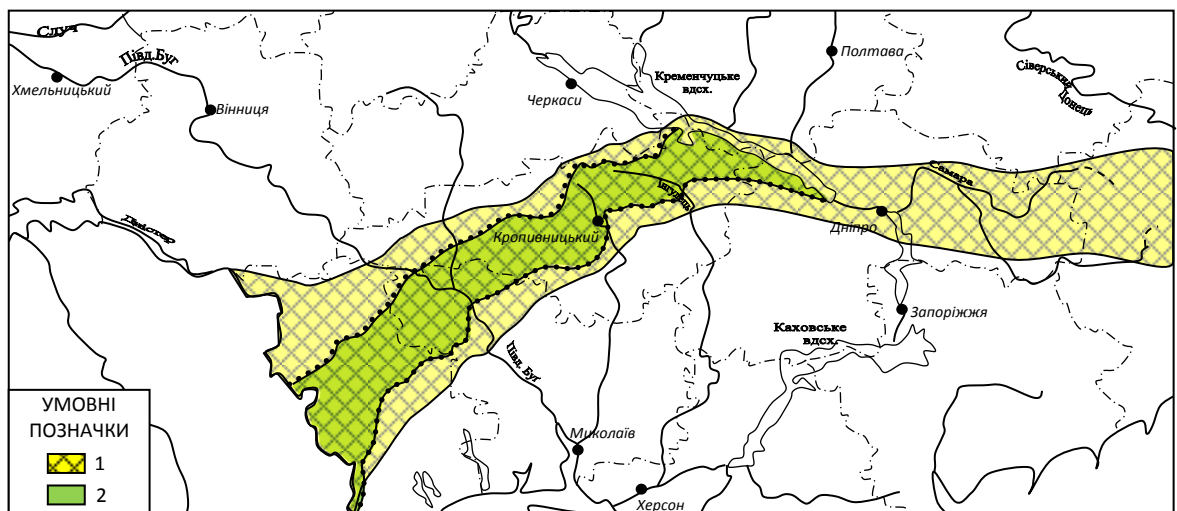 Случ
Півд.Буг
Хмельницький
Вінниця
Полтава
Кременчуцьке
вдсх.
Черкаси
Сіверський
Донець
Самара
Дністер
Інгулець
Кропивницький
Дніпро
Запоріжжя
Каховське
вдсх.
Півд. Буг
Миколаїв
Херсон
УМОВНІ
ПОЗНАЧКИ
1
2